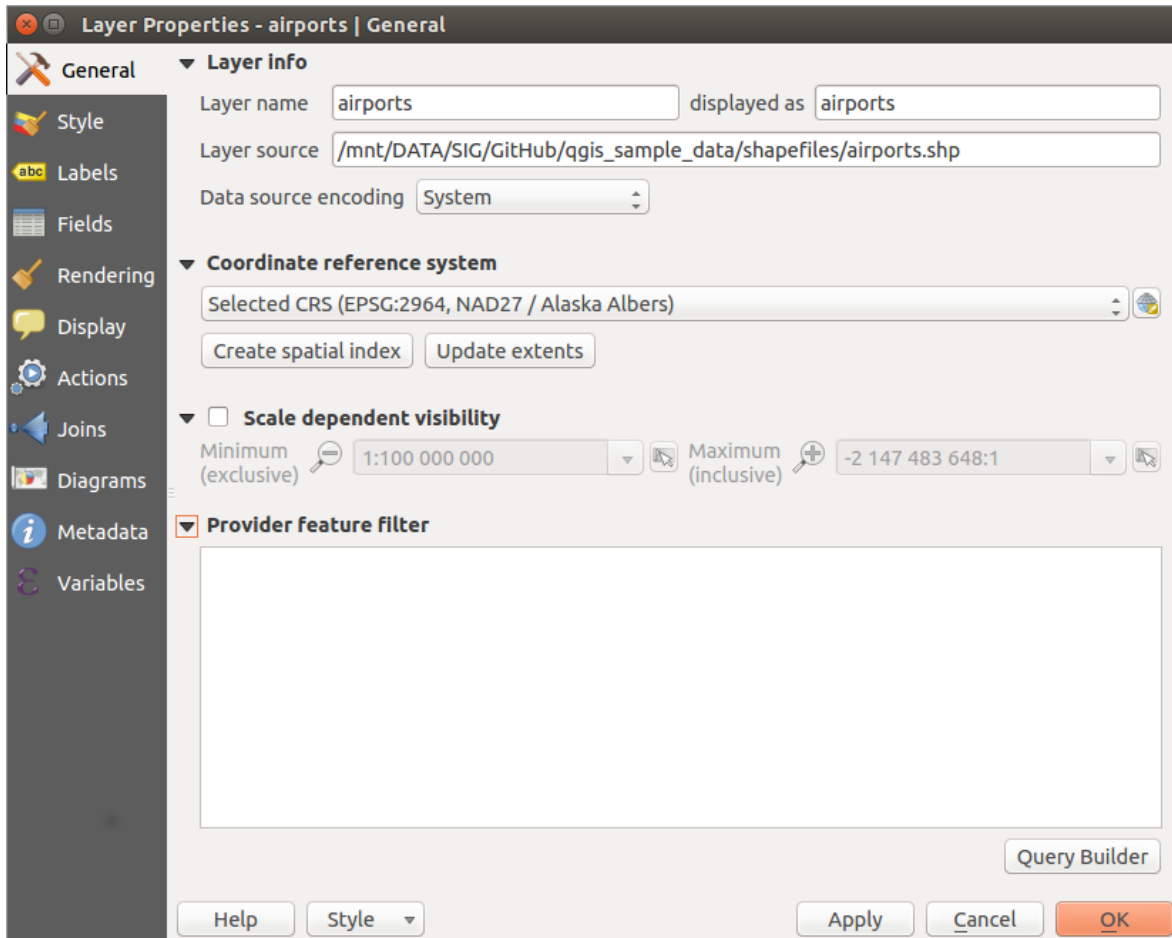 Layer Properties - airports | General
General
Style
Labels
Fields
Rendering
Display
Actions
Joins
Diagrams
Metadata
Variables
Layer info
Layer name airports displayed as airports
Layer source /mnt/DATA/SIG/GitHub/qgis_sample_data/shapefiles/airports.shp
Data source encoding System
Coordinate reference system
Selected CRS (EPSG:2964, NAD27 / Alaska Albers)
Create spatial index Update extents
Scale dependent visibility
Minimum (exclusive) 1:100 000 000 Maximum (inclusive) -2 147 483 648:1
Provider feature filter
Query Builder
Help Style Apply Cancel OK
abc